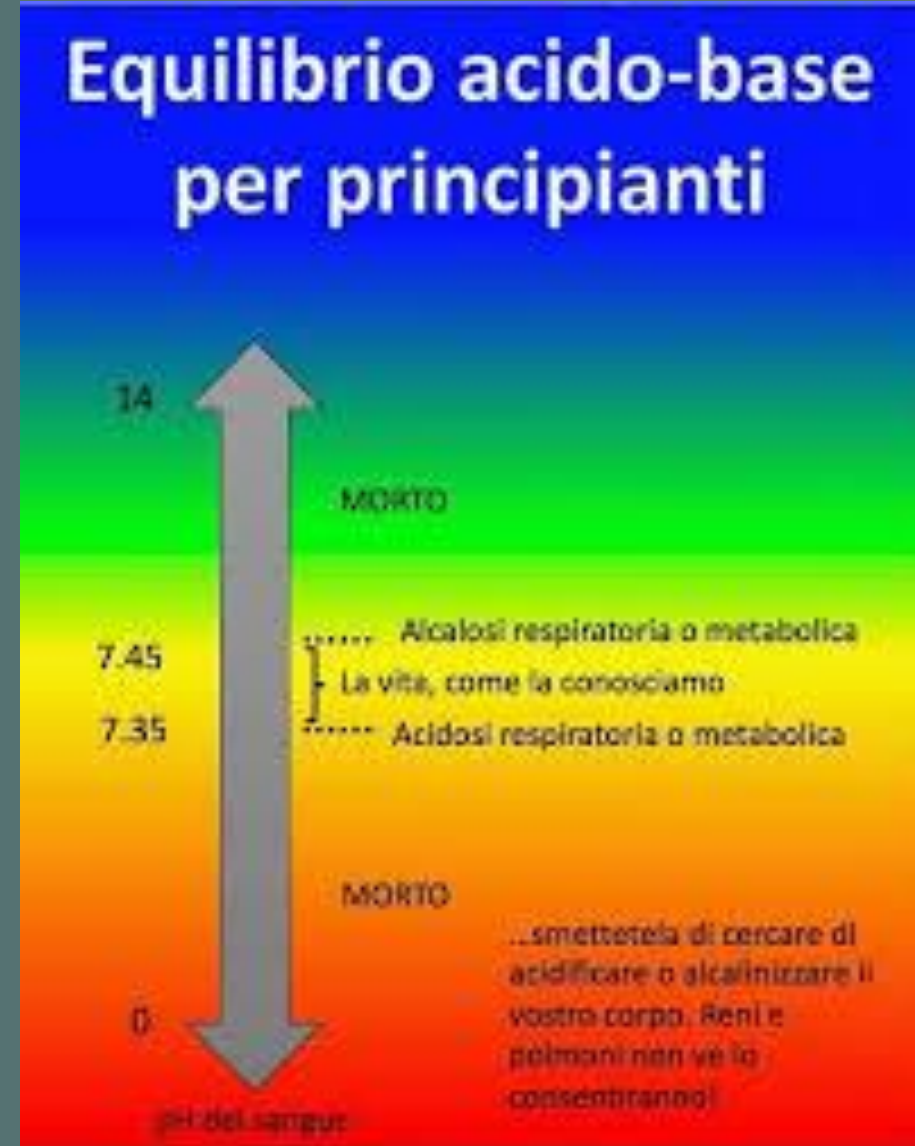 Equilibrio acido-base
per principianti
14
MORTO
Alcalosi respiratoria o metabolica
7.45
La vita, come la conosciamo
7.35
Acidosi respiratoria o metabolica
MORTO
...smettetela di cercare di
acidificare o alcalinizzare il
vostro corpo. Reni e
polmoni non ve lo
consentiranno!
0
pH del sangue